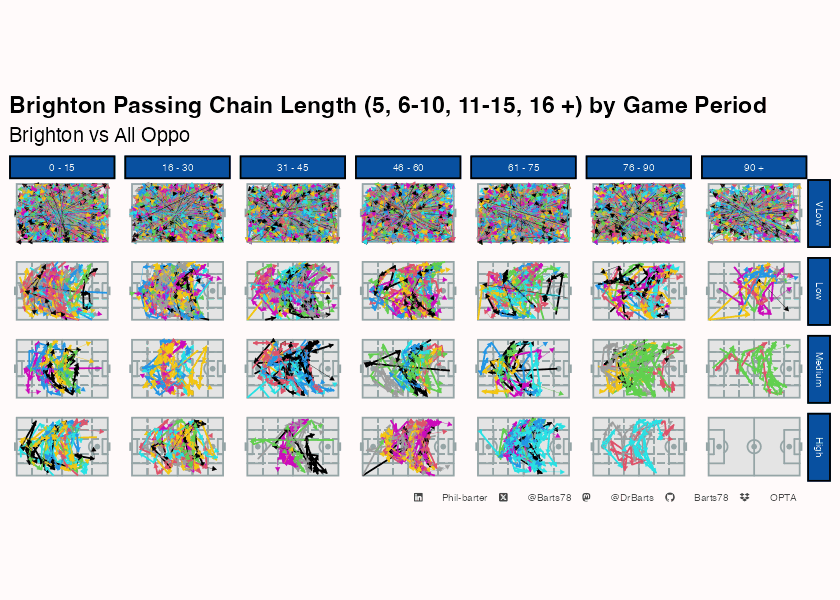 Brighton Passing Chain Length (5, 6-10, 11-15, 16 +) by Game Period
Brighton vs All Oppo
0 - 15 16 - 30 31 - 45 46 - 60 61 - 75 76 - 90 90 +
VLow
Low
Medium
High
Phil-barter @Barts78 @DrBarts Barts78 OPTA